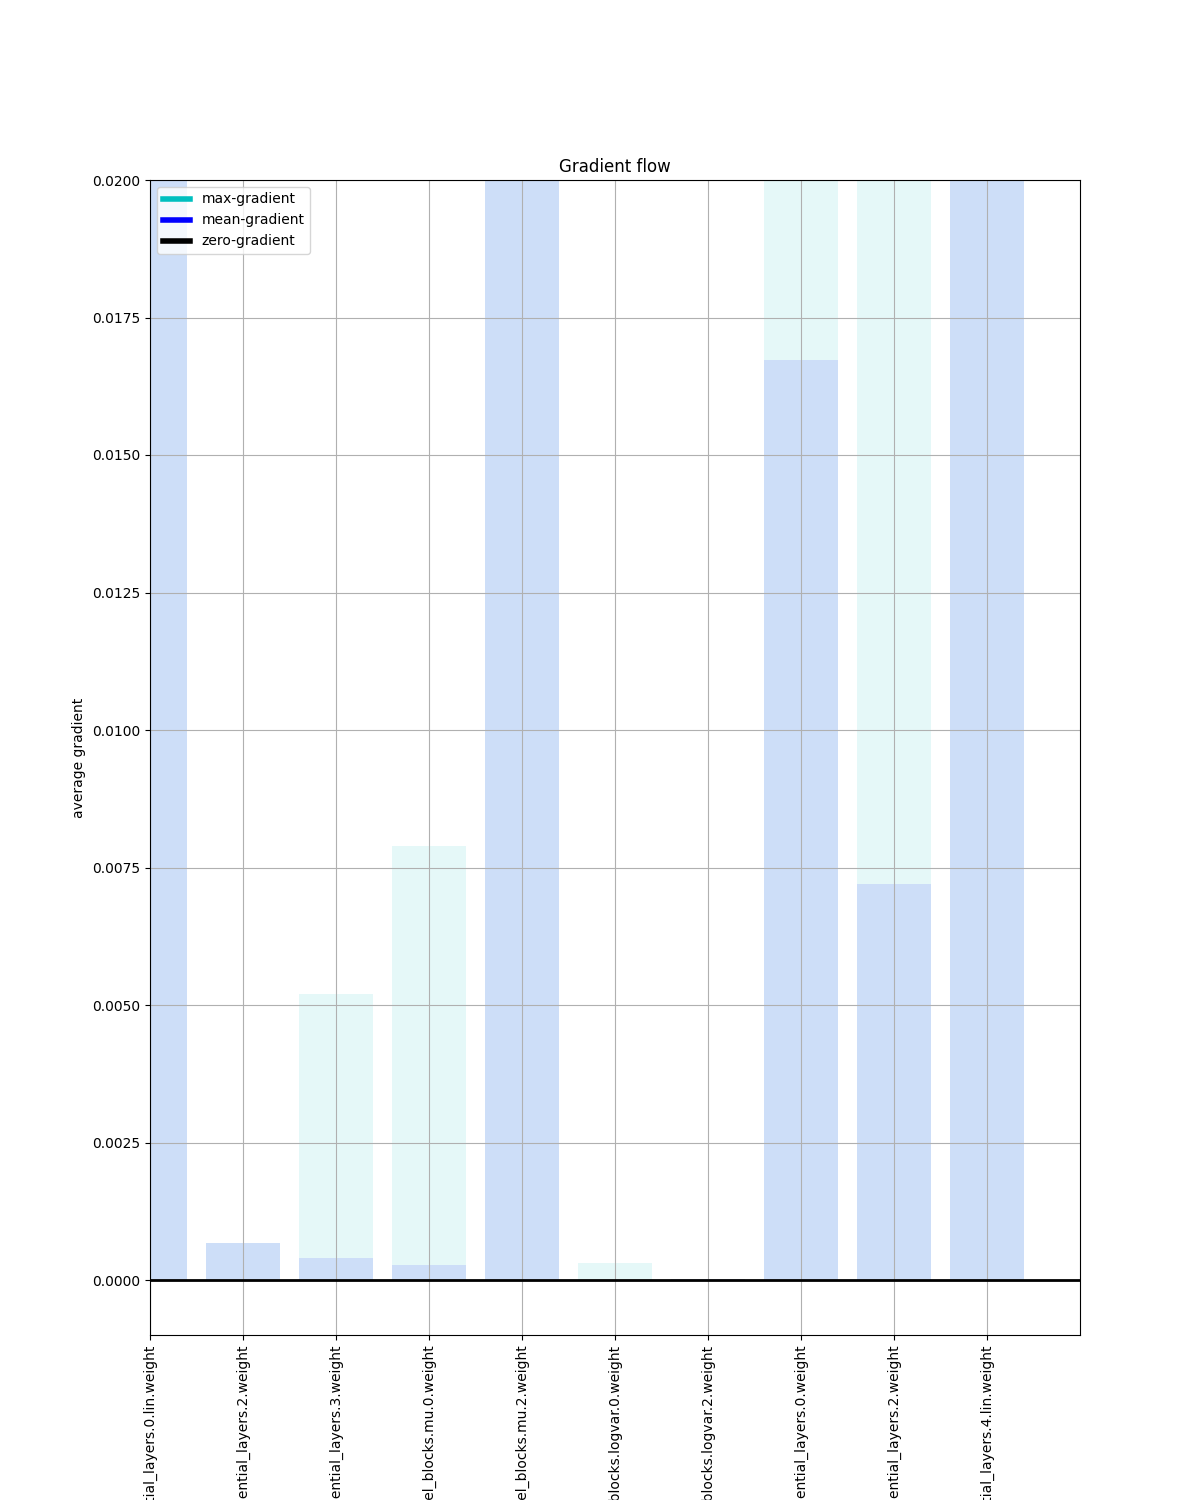 Gradient flow
max-gradient
mean-gradient
zero-gradient
0.0200
0.0175
0.0150
0.0125
0.0100
0.0075
0.0050
0.0025
0.0000
average gradient
tial_layers.0.lin.weight
ential_layers.2.weight
ential_layers.3.weight
el_blocks.mu.0.weight
el_blocks.mu.2.weight
blocks.logvar.0.weight
blocks.logvar.2.weight
ential_layers.0.weight
ential_layers.2.weight
tial_layers.4.lin.weight